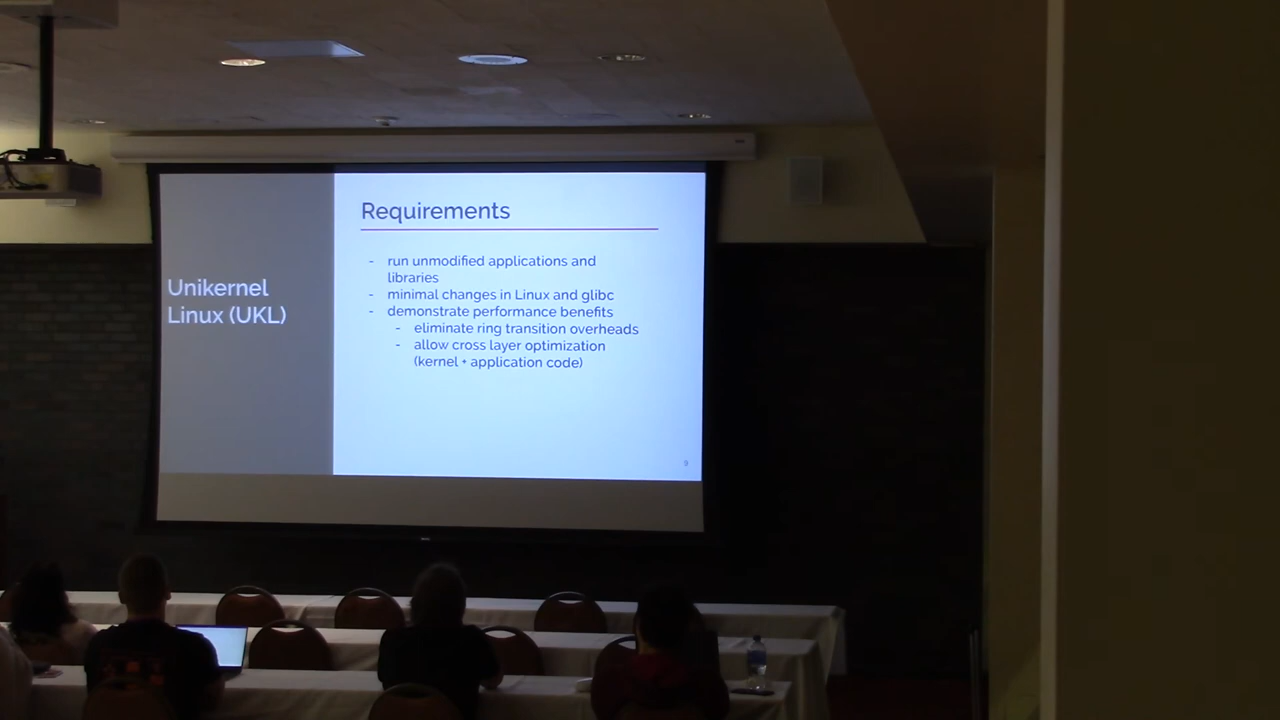 Unikernel
Linux (UKL)
Requirements
- run unmodified applications and
libraries
- minimal changes in Linux and glibc
- demonstrate performance benefits
- eliminate ring transition overheads
- allow cross layer optimization
(kernel + application code)
9